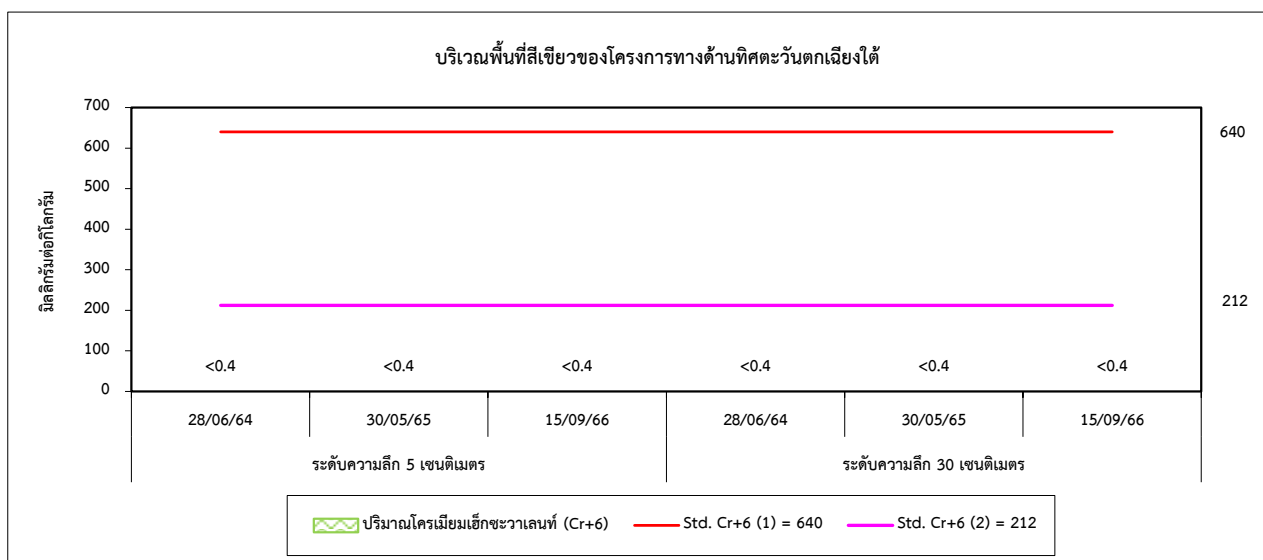 บริเวณพื้นที่สีเขียวของโครงการทางด้านทิศตะวันตกเฉียงใต้
มิลลิกรัมต่อกิโลกรัม
700
600
500
400
300
200
100
0
640
212
<0.4 <0.4 <0.4 <0.4 <0.4 <0.4
28/06/64 30/05/65 15/09/66 28/06/64 30/05/65 15/09/66
ระดับความลึก 5 เซนติเมตร ระดับความลึก 30 เซนติเมตร
ปริมาณโครเมียมเฮ็กซะวาเลนท์ (Cr+6) Std. Cr+6 (1) = 640 Std. Cr+6 (2) = 212